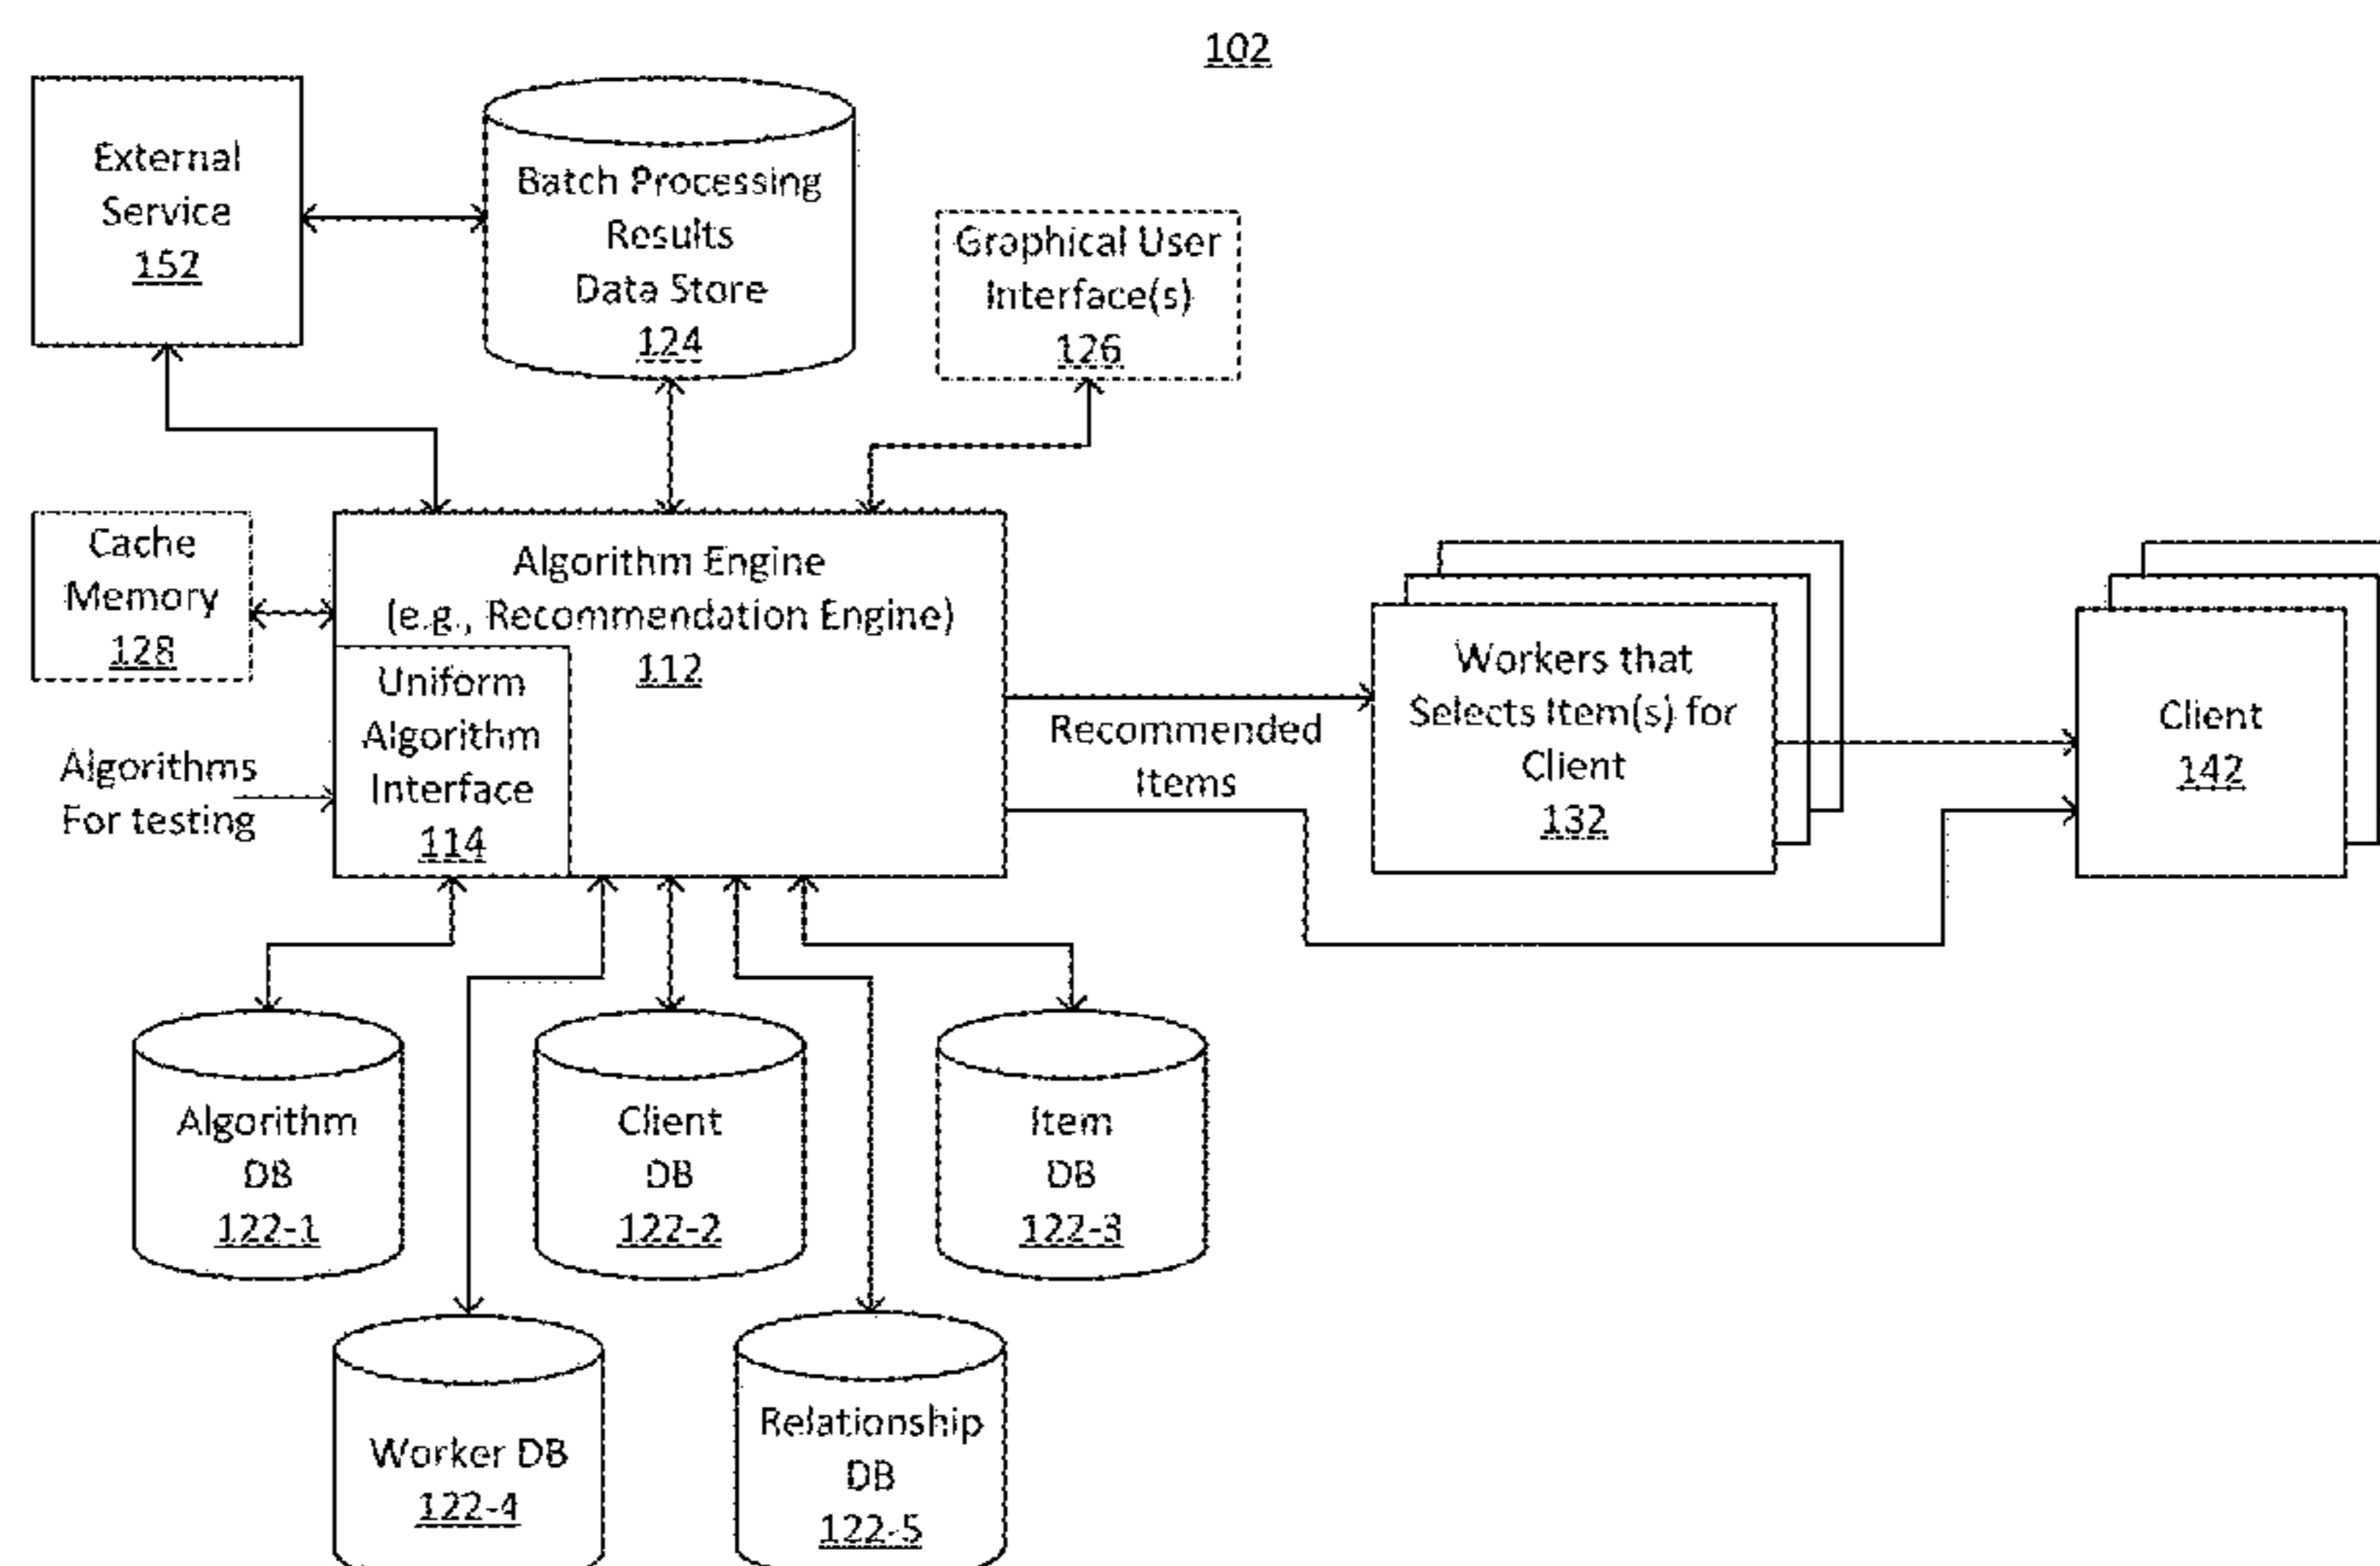 102
External
Service
152
Batch Processing
Results
Data Store
124
Graphical User
Interface(s)
126
Cache
Memory
128
Algorithm Engine
(e.g., Recommendation Engine)
112
Uniform
Algorithm
Interface
114
Algorithms
For testing
Recommended
Items
Workers that
Selects Item(s) for
Client
132
Client
142
Algorithm
DB
122-1
Client
DB
122-2
Item
DB
122-3
Worker DB
122-4
Relationship
DB
122-5